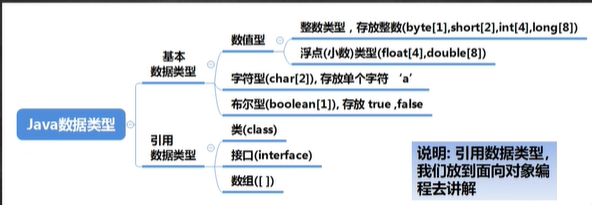 Java数据类型
基本
数据类型
数值型
整数类型，存放整数(byte[1],short[2],int[4],long[8])
浮点(小数)类型(float[4],double[8])
字符型(char[2]), 存放单个字符 ‘a’
布尔型(boolean[1]), 存放 true ,false
引用
数据类型
类(class)
接口(interface)
数组([ ])
说明: 引用数据类型，
我们放到面向对象编
程去讲解